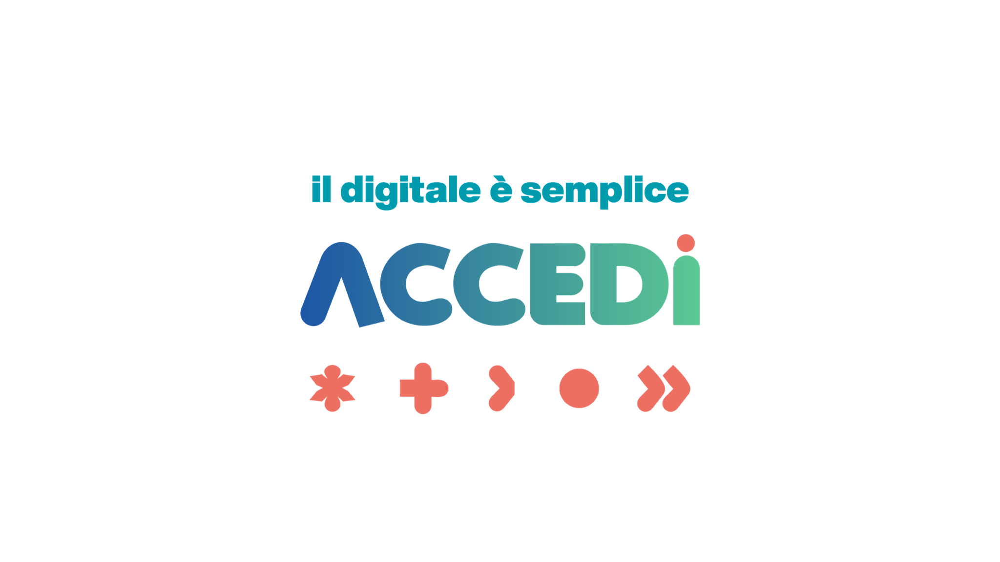 il digitale è semplice
ACCEDi
* + › • »